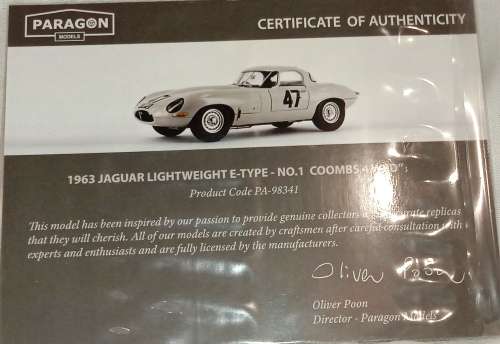 PARAGON
MODELS
CERTIFICATE OF AUTHENTICITY
47
1963 JAGUAR LIGHTWEIGHT E-TYPE - NO.1 COOMBS
Product Code PA-98341
This model has been inspired by our passion to provide genuine collectors replicas
that they will cherish. All of our models are created by craftsmen after careful consultation with
experts and enthusiasts and are fully licensed by the manufacturers.
Oliver Poon
Oliver Poon
Director - Paragon Models